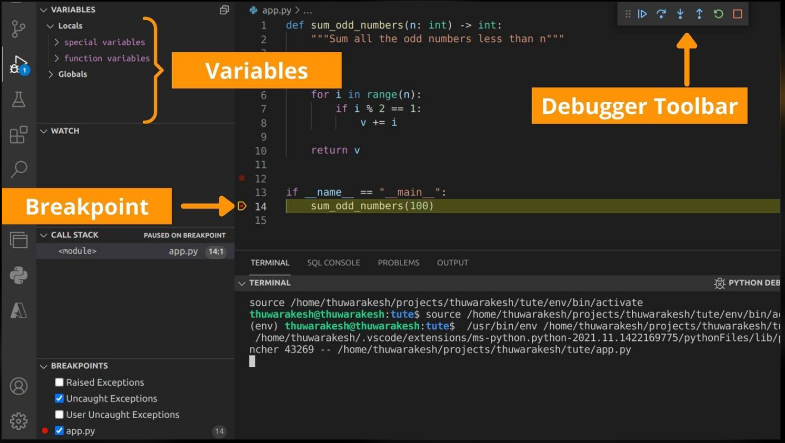 VARIABLES
Locals
special variables
function variables
Globals
Variables
WATCH
Breakpoint
CALL STACK
PAUSED ON BREAKPOINT
<module>
app.py
14:1
BREAKPOINTS
Raised Exceptions
Uncaught Exceptions
User Uncaught Exceptions
app.py
14
1
app.py > ...
1 def sum_odd_numbers(n: int) -> int:
2 """Sum all the odd numbers less than n"""
6 for i in range(n):
7 if i % 2 == 1:
8 v += i
9
10 return v
11
12
13 if __name__ == "__main__":
14 sum_odd_numbers(100)
15
Debugger Toolbar
TERMINAL SQL CONSOLE PROBLEMS OUTPUT
TERMINAL
PYTHON DEB
source /home/thuwarakesh/projects/thuwarakesh/tute/env/bin/activate
thuwarakesh@thuwarakesh:tute$ source /home/thuwarakesh/projects/thuwarakesh/tute/env/bin/a
(env) thuwarakesh@thuwarakesh:tute$ /usr/bin/env /home/thuwarakesh/projects/thuwarakesh/tu
/home/thuwarakesh/.vscode/extensions/ms-python.python-2021.11.1422169775/pythonFiles/lib/p
ncher 43269 -- /home/thuwarakesh/projects/thuwarakesh/tute/app.py